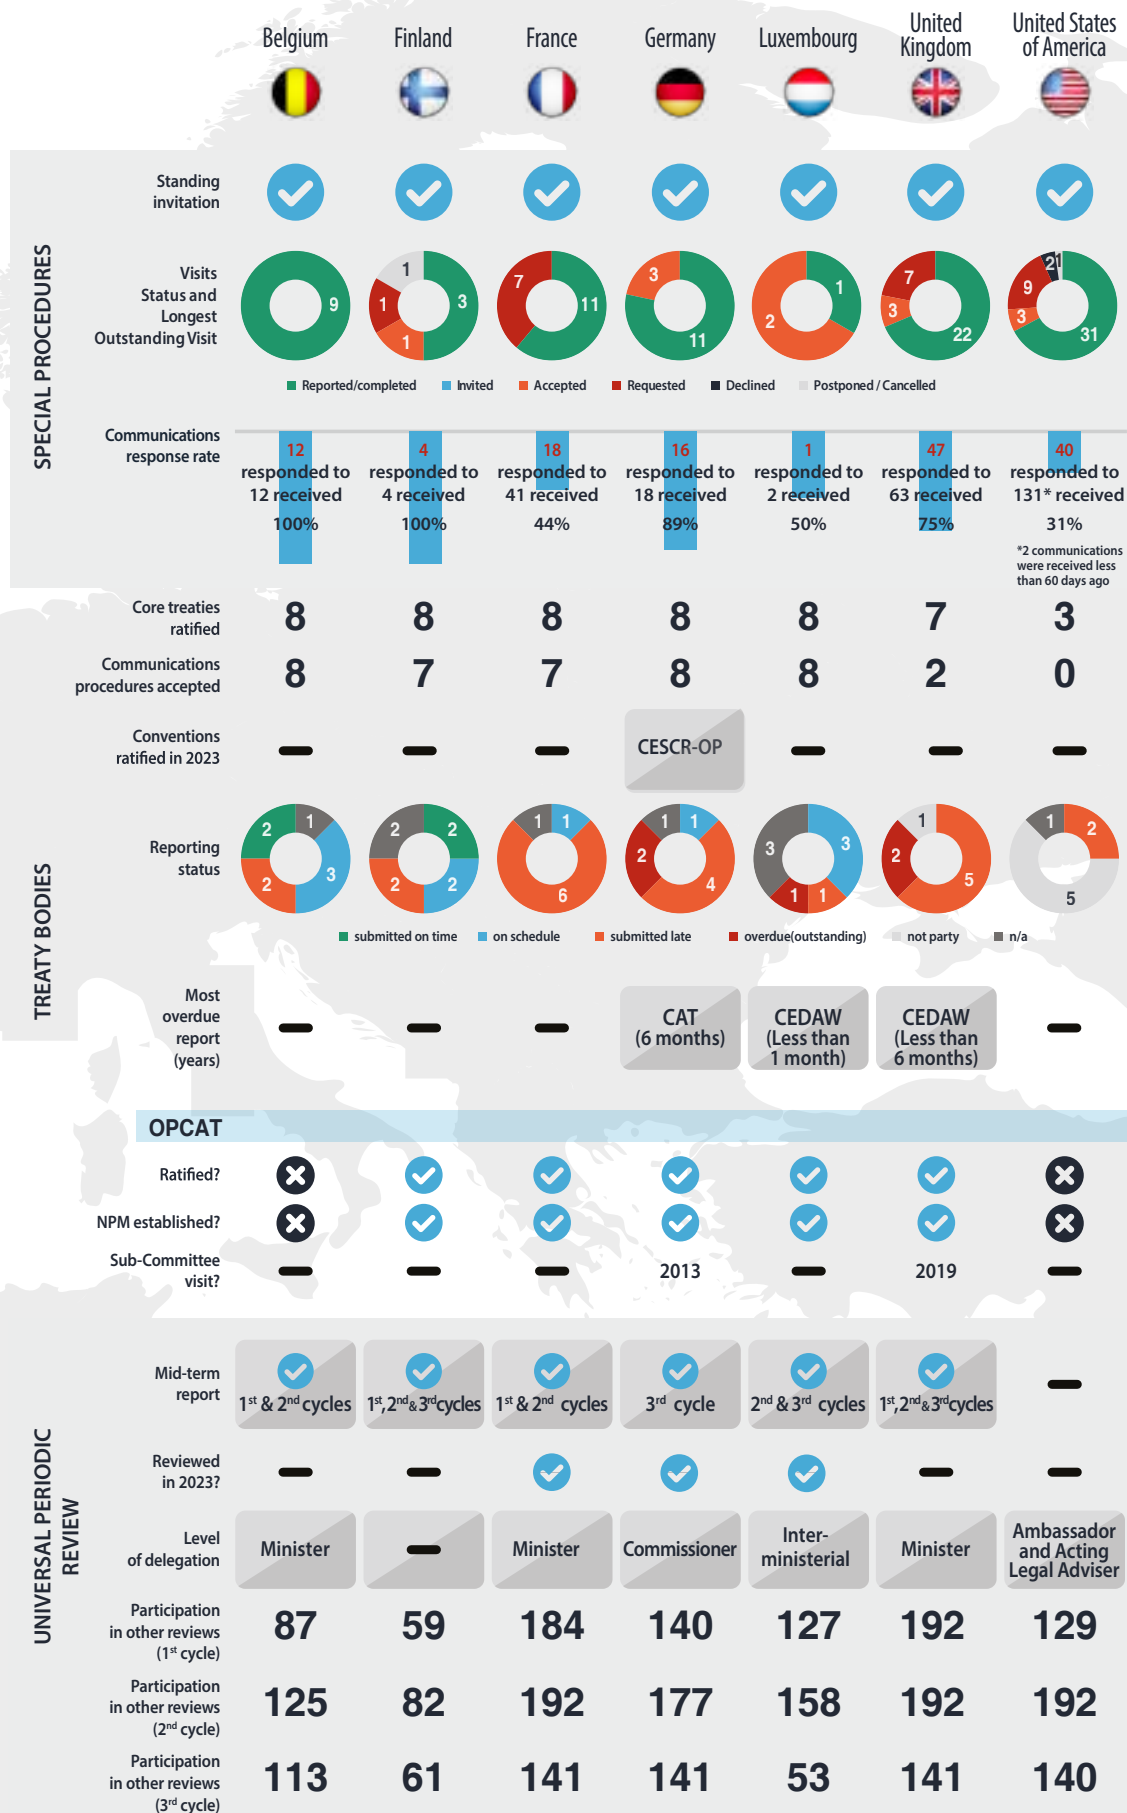 Belgium
Finland
France
Germany
Luxembourg
United
Kingdom
United States
of America
SPECIAL PROCEDURES
Standing
invitation
Visits
Status and
Longest
Outstanding Visit
9
1
3
1
1
7
11
3
11
1
2
7
3
22
2
1
9
3
31
Reported/completed
Invited
Accepted
Requested
Declined
Postponed / Cancelled
Communications
response rate
12
responded to
12 received
100%
4
responded to
4 received
100%
18
responded to
41 received
44%
16
responded to
18 received
89%
1
responded to
2 received
50%
47
responded to
63 received
75%
40
responded to
131* received
31%
*2 communications
were received less
than 60 days ago
TREATY BODIES
Core treaties
ratified
8
8
8
8
8
7
3
Communications
procedures accepted
8
7
7
8
8
2
0
Conventions
ratified in 2023
CESCR-OP
Reporting
status
2
1
2
3
2
2
2
2
1
1
6
1
1
2
4
3
3
1
1
1
2
5
1
2
5
submitted on time
on schedule
submitted late
overdue(outstanding)
not party
n/a
Most
overdue
report
(years)
CAT
(6 months)
CEDAW
(Less than
1 month)
CEDAW
(Less than
6 months)
OPCAT
Ratified?
NPM established?
Sub-Committee
visit?
2013
2019
UNIVERSAL PERIODIC
REVIEW
Mid-term
report
1st & 2nd cycles
1st,2nd& 3rdcycles
1st & 2nd cycles
3rd cycle
2nd & 3rd cycles
1st,2nd&3rdcycles
Reviewed
in 2023?
Level
of delegation
Minister
Minister
Commissioner
Inter-
ministerial
Minister
Ambassador
and Acting
Legal Adviser
Participation
in other reviews
(1st cycle)
87
59
184
140
127
192
129
Participation
in other reviews
(2nd cycle)
125
82
192
177
158
192
192
Participation
in other reviews
(3rd cycle)
113
61
141
141
53
141
140